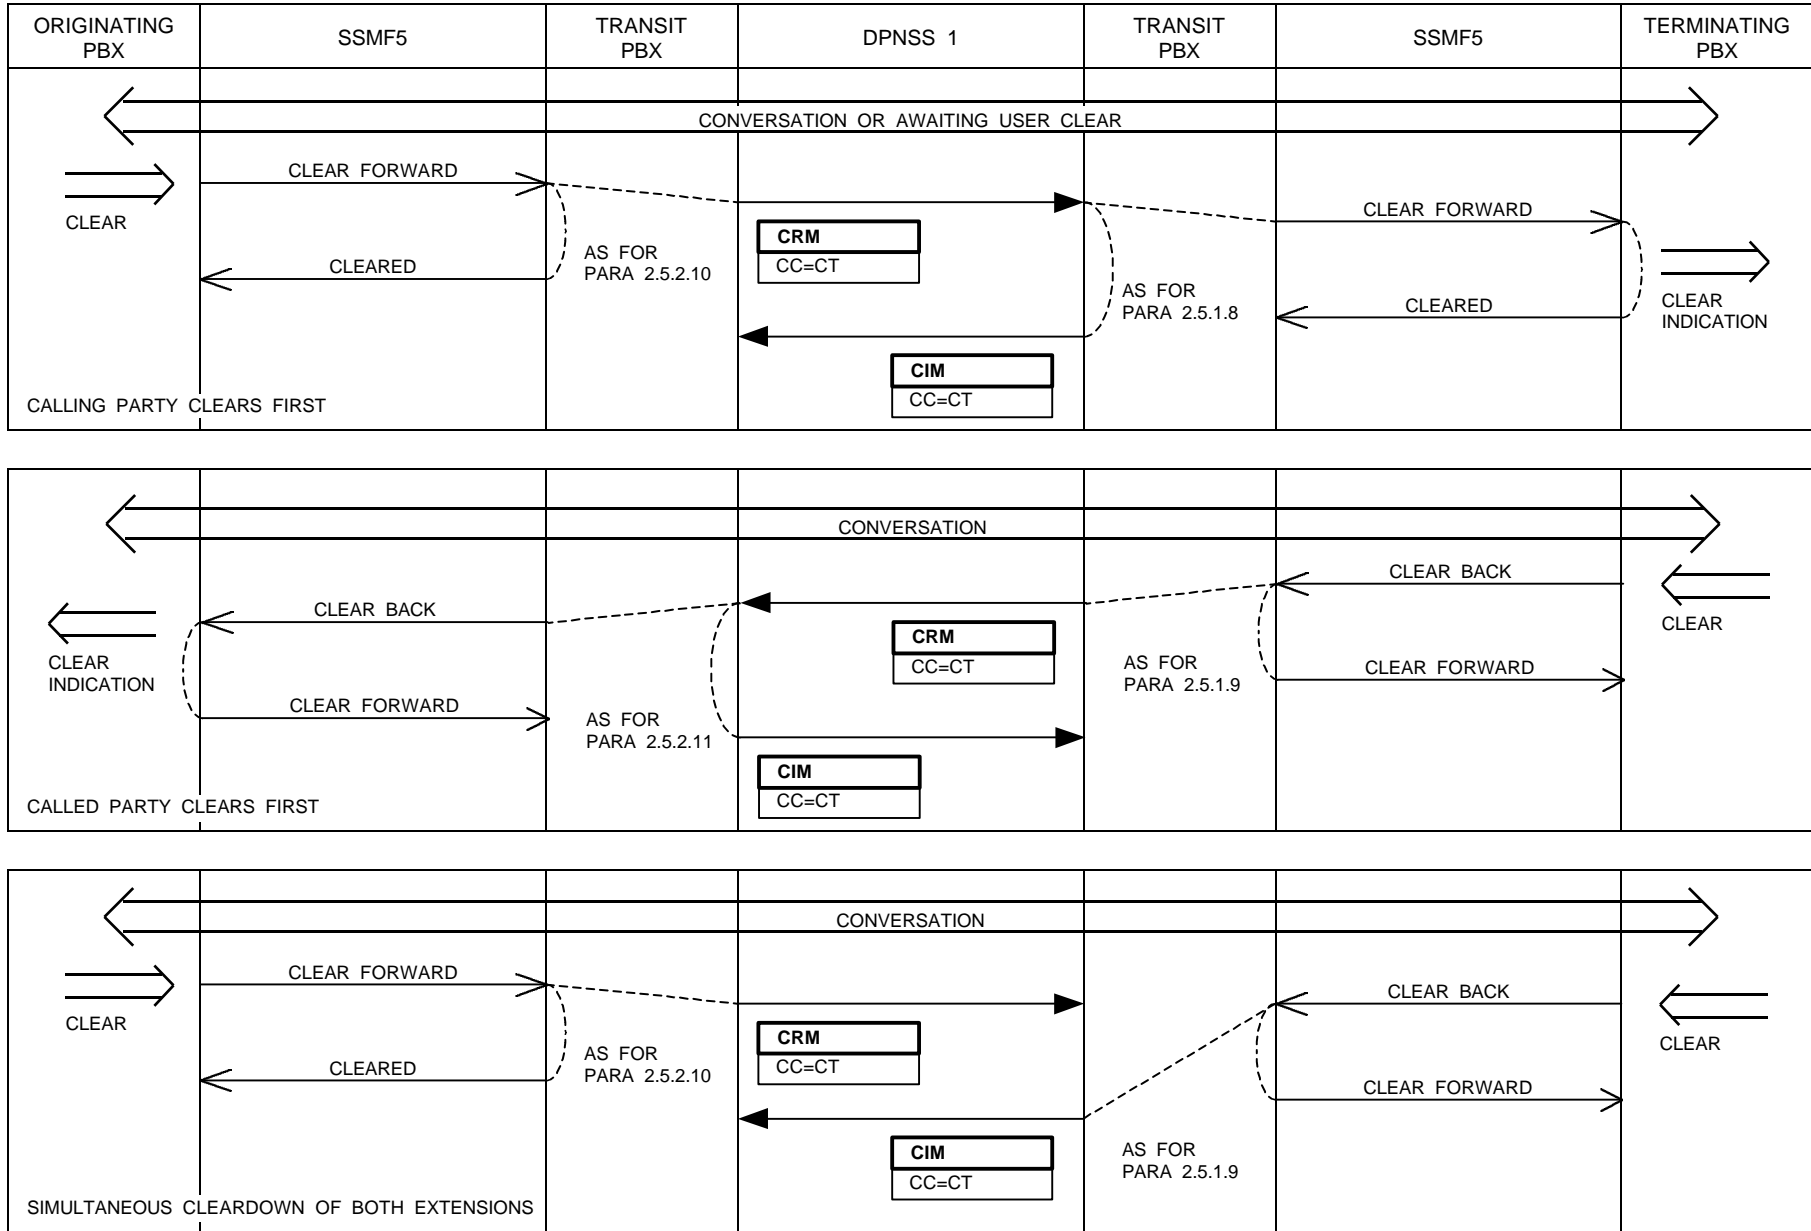 ORIGINATING PBX
SSMF5
TRANSIT PBX
DPNSS 1
TRANSIT PBX
SSMF5
TERMINATING PBX
CONVERSATION OR AWAITING USER CLEAR
CLEAR FORWARD
CLEAR
CLEAR FORWARD
CRM
CC=CT
AS FOR
PARA 2.5.2.10
CLEARED
AS FOR
PARA 2.5.1.8
CLEARED
CLEAR
INDICATION
CIM
CC=CT
CALLING PARTY CLEARS FIRST
CONVERSATION
CLEAR BACK
CLEAR BACK
CLEAR
CRM
CC=CT
CLEAR
INDICATION
AS FOR
PARA 2.5.1.9
CLEAR FORWARD
CLEAR FORWARD
AS FOR
PARA 2.5.2.11
CIM
CC=CT
CALLED PARTY CLEARS FIRST
CONVERSATION
CLEAR FORWARD
CLEAR BACK
CLEAR
CRM
CC=CT
CLEAR
AS FOR
PARA 2.5.2.10
CLEARED
CLEAR FORWARD
CIM
CC=CT
AS FOR
PARA 2.5.1.9
SIMULTANEOUS CLEARDOWN OF BOTH EXTENSIONS